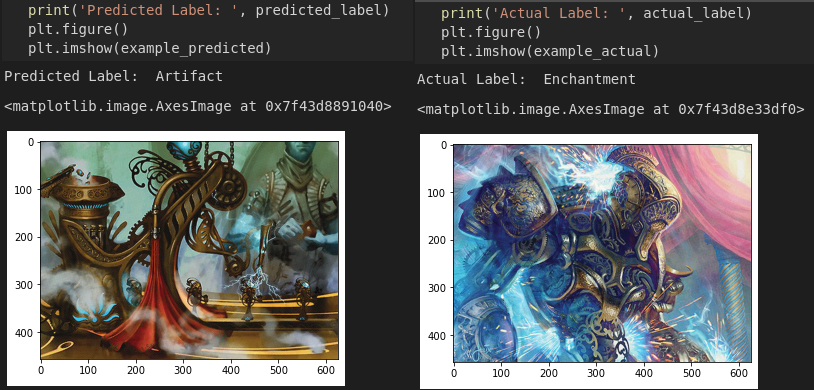 print('Predicted Label: ', predicted_label)
plt.figure()
plt.imshow(example_predicted)
Predicted Label:  Artifact
<matplotlib.image.AxesImage at 0x7f43d8891040>
0
100
200
300
400
0 100 200 300 400 500 600
print('Actual Label: ', actual_label)
plt.figure()
plt.imshow(example_actual)
Actual Label:  Enchantment
<matplotlib.image.AxesImage at 0x7f43d8e33df0>
0
100
200
300
400
0 100 200 300 400 500 600